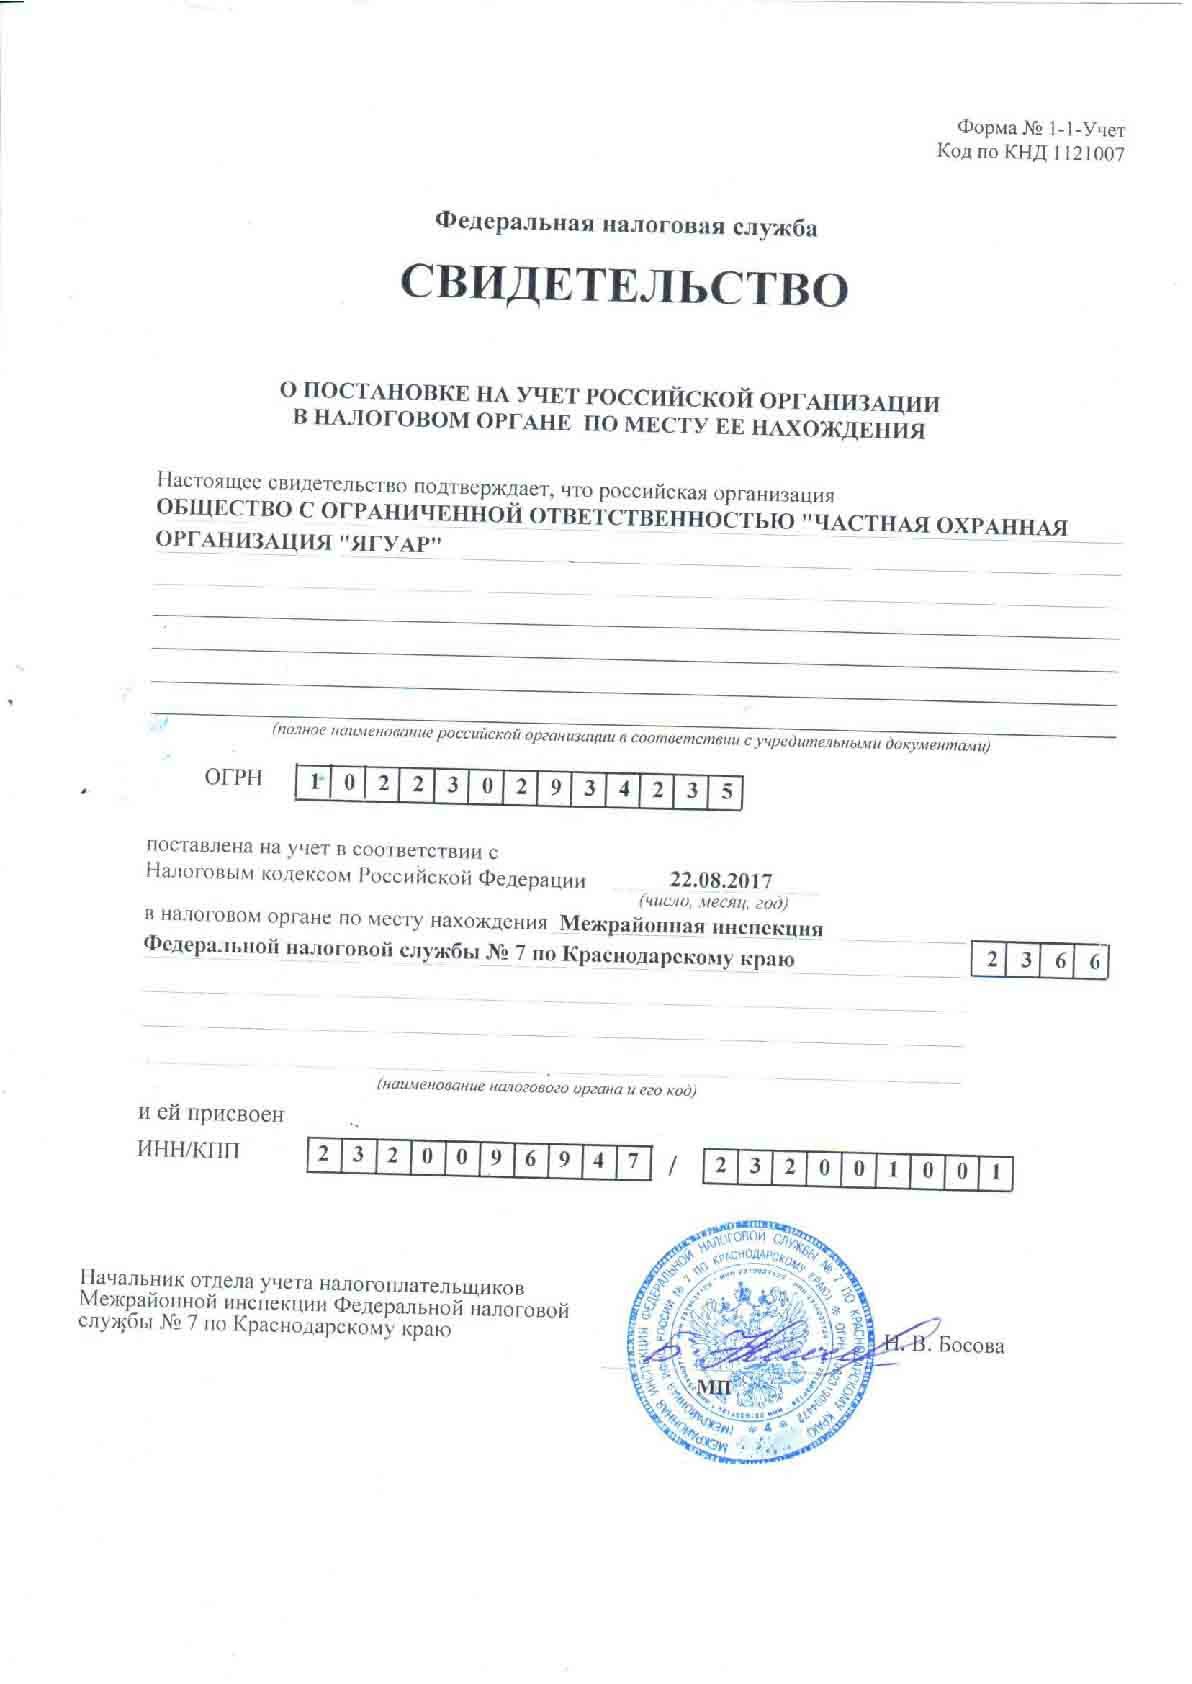 Форма № 1-1-Учет
Код по КНД 1121007
Федеральная налоговая служба
СВИДЕТЕЛЬСТВО
О ПОСТАНОВКЕ НА УЧЕТ РОССИЙСКОЙ ОРГАНИЗАЦИИ
В НАЛОГОВОМ ОРГАНЕ ПО МЕСТУ ЕЕ НАХОЖДЕНИЯ
Настоящее свидетельство подтверждает, что российская организация
ОБЩЕСТВО С ОГРАНИЧЕННОЙ ОТВЕТСТВЕННОСТЬЮ "ЧАСТНАЯ ОХРАННАЯ
ОРГАНИЗАЦИЯ "ЯГУАР"
(полное наименование российской организации в соответствии с учредительными документами)
ОГРН 1 0 2 2 3 0 2 9 3 4 2 3 5
поставлена на учет в соответствии с
Налоговым кодексом Российской Федерации 22.08.2017
(число, месяц, год)
в налоговом органе по месту нахождения Межрайонная инспекция
Федеральной налоговой службы № 7 по Краснодарскому краю 2 3 6 6
(наименование налогового органа и его код)
и ей присвоен
ИНН/КПП 2 3 2 0 0 9 6 9 4 7 / 2 3 2 0 0 1 0 0 1
Начальник отдела учета налогоплательщиков
Межрайонной инспекции Федеральной налоговой
службы № 7 по Краснодарскому краю
Н. В. Босова
МП
МЕЖРАЙОННАЯ ИНСПЕКЦИЯ ФЕДЕРАЛЬНОЙ НАЛОГОВОЙ СЛУЖБЫ № 7 ПО КРАСНОДАРСКОМУ КРАЮ